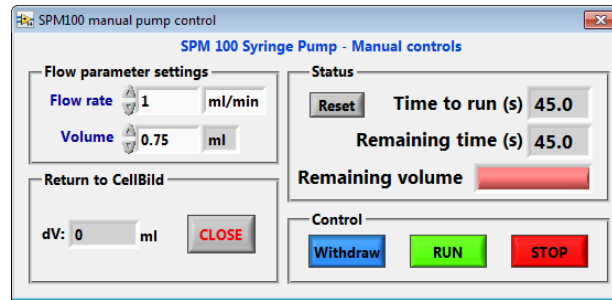 SPM100 manual pump control
SPM 100 Syringe Pump - Manual controls
Flow parameter settings
Flow rate 1 ml/min
Volume 0.75 ml
Status
Reset Time to run (s) 45.0
Remaining time (s) 45.0
Remaining volume
Return to CellBild
dV: 0 ml CLOSE
Control
Withdraw RUN STOP